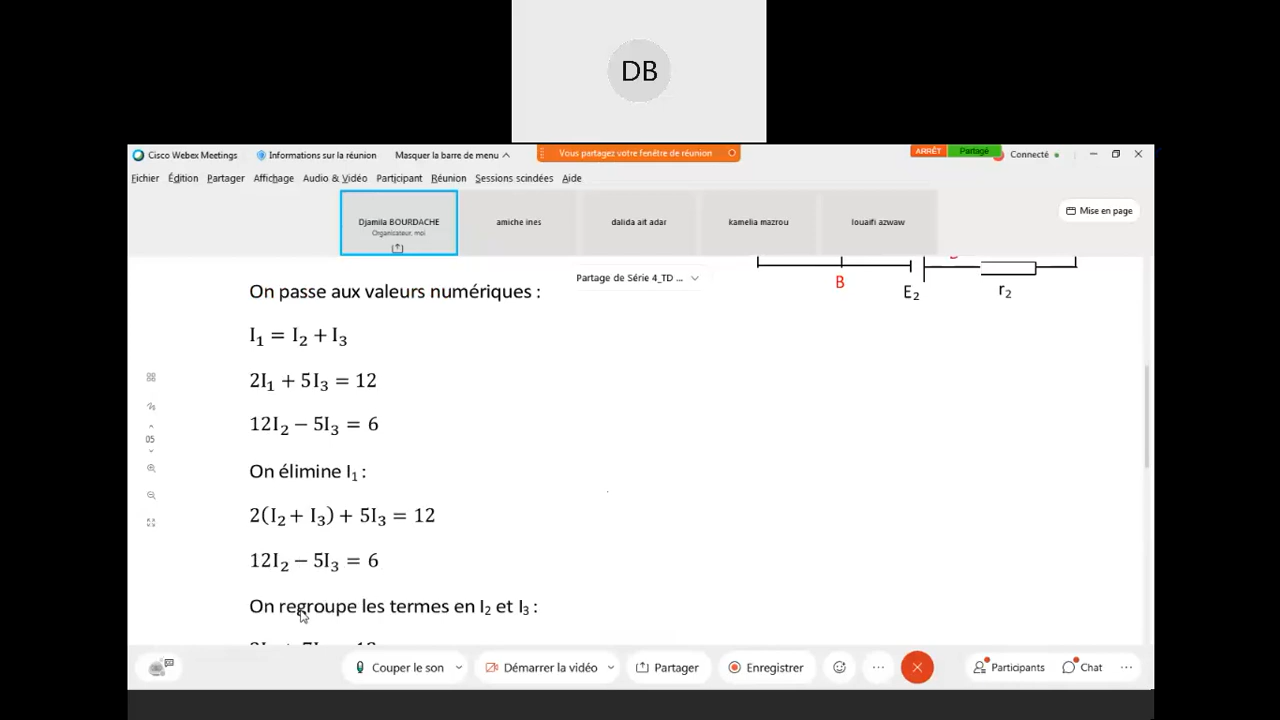 DB
Cisco Webex Meetings
Informations sur la réunion
Masquer la barre de menu
Vous partagez votre fenêtre de réunion
ARRÊT
Partagé
Connecté
Fichier Édition Partager Affichage Audio & Vidéo Participant Réunion Sessions scindées Aide
Djamila BOURDACHE
Organisateur, moi
amiche ines
dalida ait adar
kamelia mazrou
louaifi azwaw
Mise en page
Partage de Série 4_TD ...
B
E₂
r₂
On passe aux valeurs numériques :
I₁ = I₂ + I₃
2I₁ + 5I₃ = 12
12I₂ − 5I₃ = 6
On élimine I₁ :
2(I₂ + I₃) + 5I₃ = 12
12I₂ − 5I₃ = 6
On regroupe les termes en I₂ et I₃ :
05
Couper le son
Démarrer la vidéo
Partager
Enregistrer
Participants
Chat